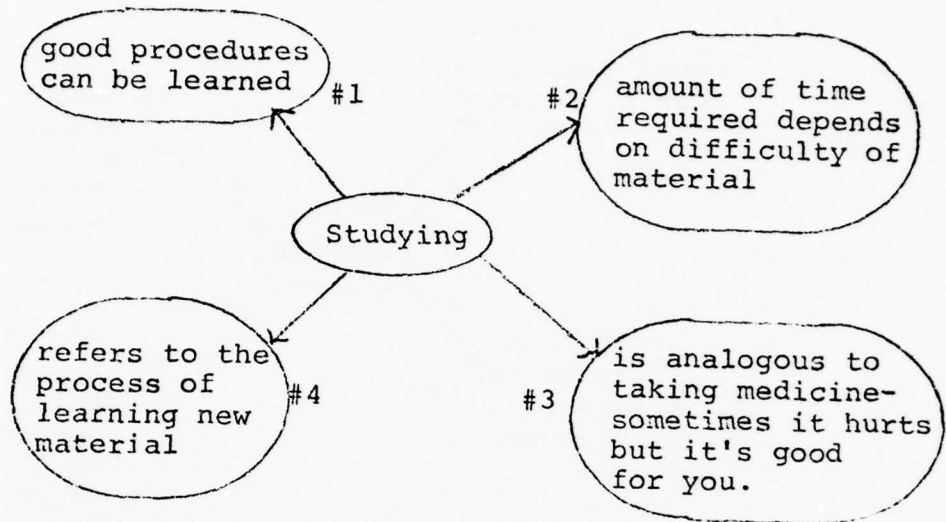 good procedures
can be learned
#1
#2
amount of time
required depends
on difficulty of
material
Studying
refers to the
process of
learning new
material
#4
#3
is analogous to
taking medicine-
sometimes it hurts
but it's good
for you.